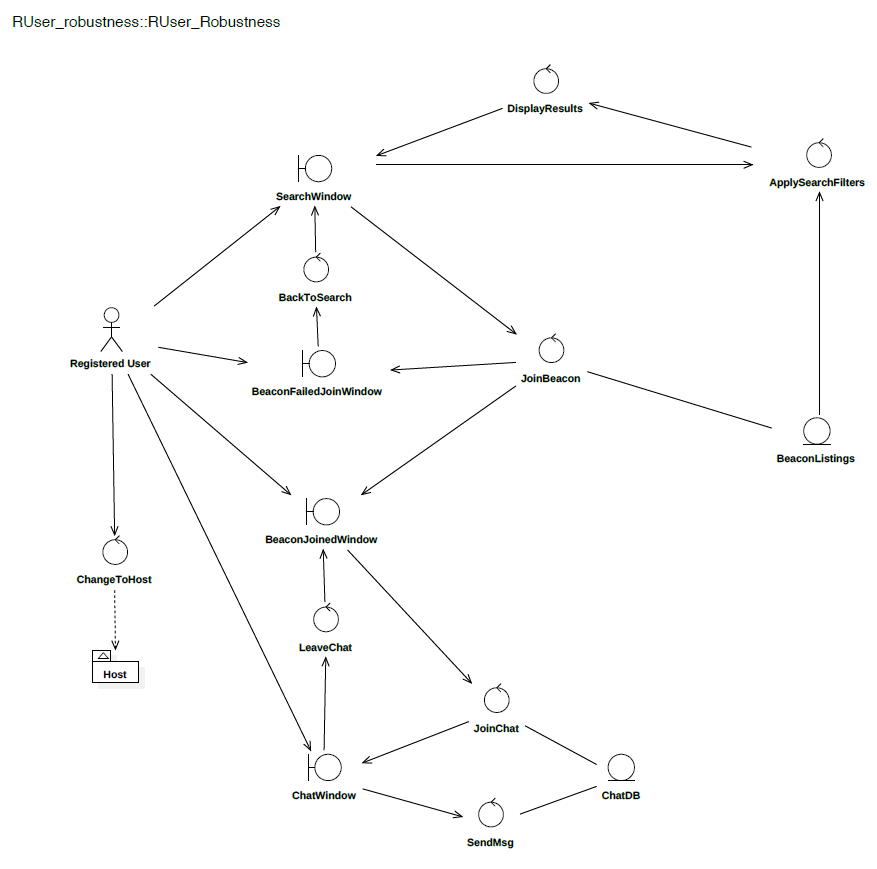 RUser_robustness::RUser_Robustness
DisplayResults
ApplySearchFilters
SearchWindow
BackToSearch
Registered User
BeaconFailedJoinWindow
JoinBeacon
BeaconListings
BeaconJoinedWindow
ChangeToHost
LeaveChat
Host
JoinChat
ChatWindow
ChatDB
SendMsg